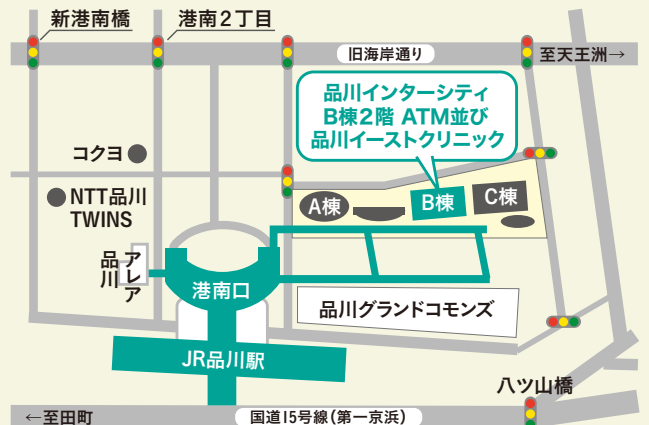 新港南橋
港南2丁目
旧海岸通り
至天王洲→
品川インターシティ
B棟2階 ATM並び
品川イーストクリニック
コクヨ
NTT品川
TWINS
A棟
B棟
C棟
品川
アレア
港南口
品川グランドコモンズ
JR品川駅
八ツ山橋
←至田町
国道15号線(第一京浜)